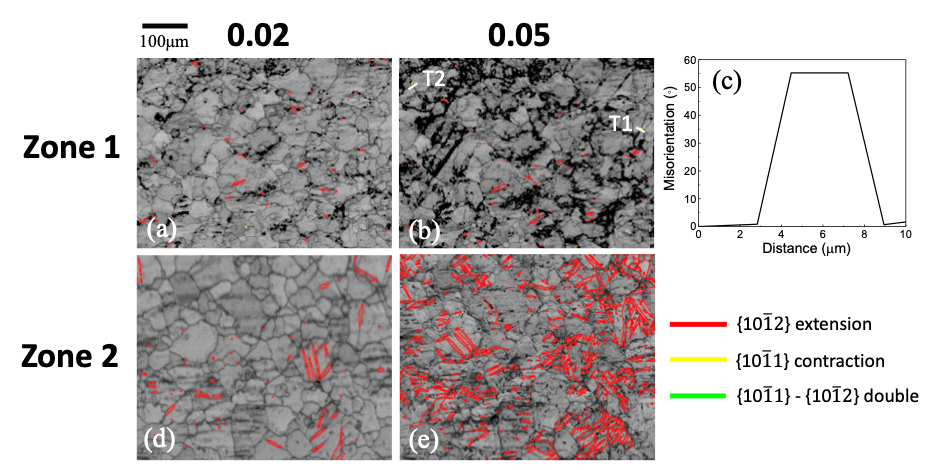 0.02
0.05
100μm
Zone 1
(a)
T2
T1
(b)
(c)
Misorientation (◦)
60
50
40
30
20
10
0
0 2 4 6 8 10
Distance (μm)
Zone 2
(d)
(e)
{101̅2} extension
{101̅1} contraction
{101̅1} - {101̅2} double